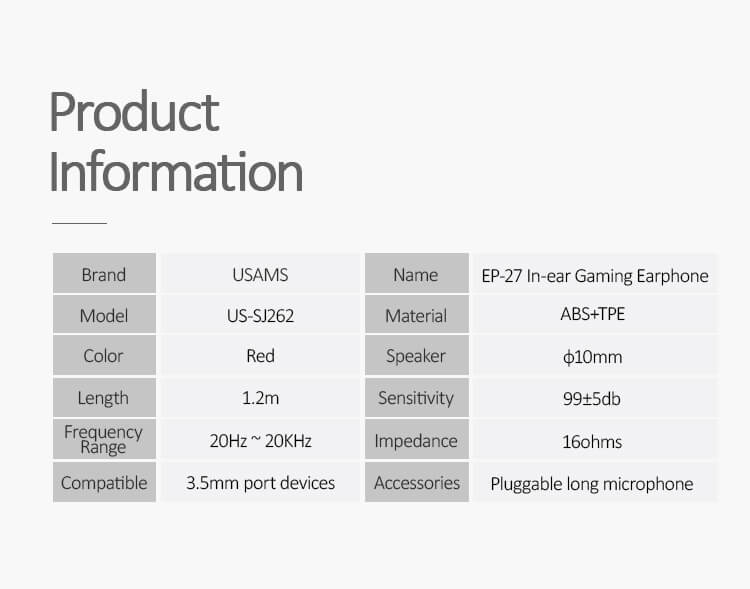 Product
Information
Brand USAMS Name EP-27 In-ear Gaming Earphone
Model US-SJ262 Material ABS+TPE
Color Red Speaker ϕ10mm
Length 1.2m Sensitivity 99±5db
Frequency
Range 20Hz ~ 20KHz Impedance 16ohms
Compatible 3.5mm port devices Accessories Pluggable long microphone